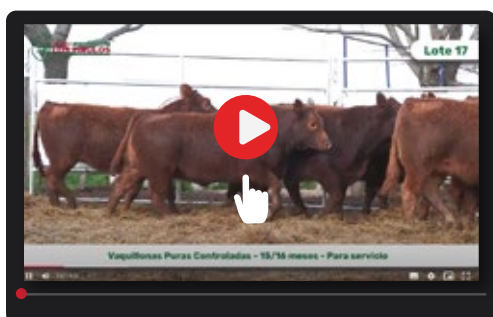 Lote 17
Vaquillonas Puras Controladas - 15/16 meses - Para servicio